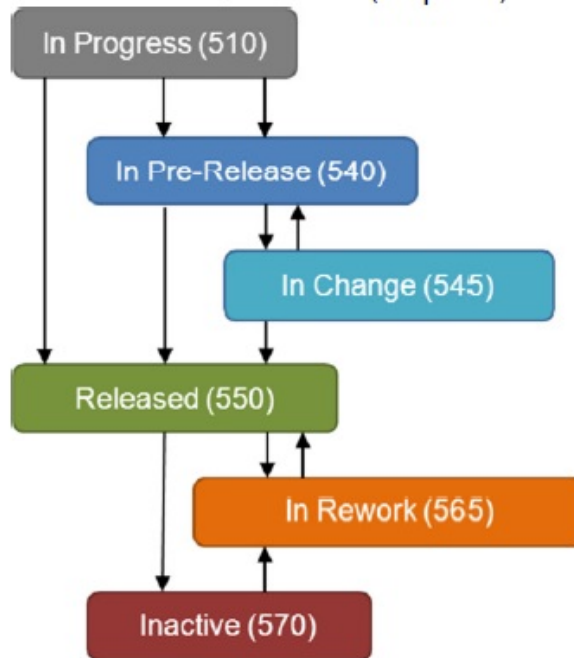 In Progress (510)
In Pre-Release (540)
In Change (545)
Released (550)
In Rework (565)
Inactive (570)